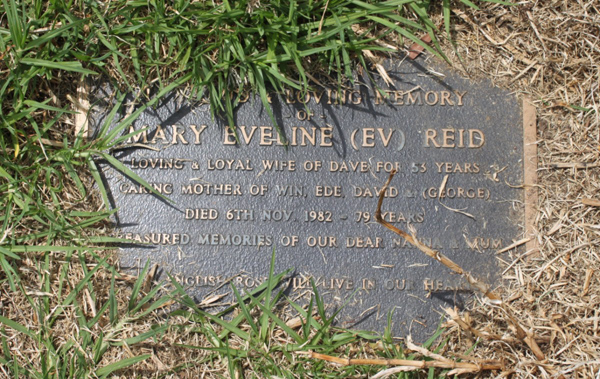 LOVING MEMORY
OF
MARY EVELINE (EV) REID
LOVING & LOYAL WIFE OF DAVE FOR 53 YEARS
CARING MOTHER OF WIN, EDE, DAVID & (GEORGE)
DIED 6TH NOV. 1982 - 79 YEARS
TREASURED MEMORIES OF OUR DEAR NANNA & MUM
LIVE IN OUR